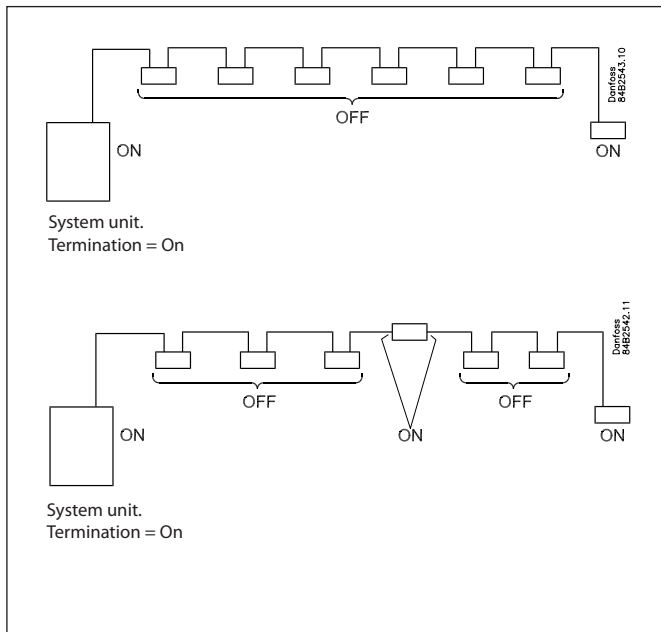 Danfoss
84B2543.10
OFF
ON
ON
System unit.
Termination = On
Danfoss
84B2542.11
OFF
OFF
ON
ON
ON
System unit.
Termination = On